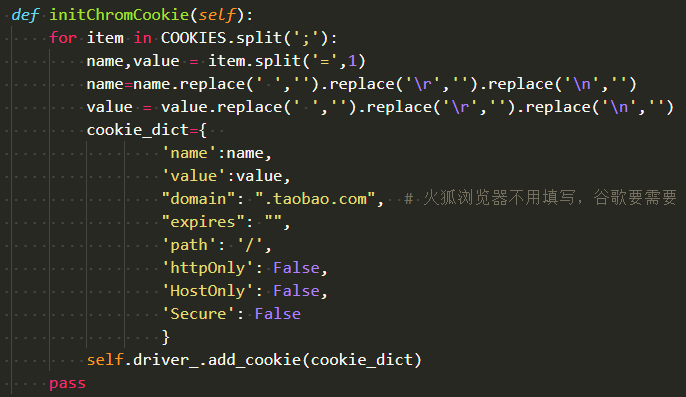 def initChromCookie(self):
    for item in COOKIES.split(';'):
        name,value = item.split('=',1)
        name=name.replace(' ','').replace('\r','').replace('\n','')
        value = value.replace(' ','').replace('\r','').replace('\n','')
        cookie_dict={
                'name':name,
                'value':value,
                "domain": ".taobao.com",  # 火狐浏览器不用填写，谷歌要需要
                "expires": "",
                'path': '/',
                'httpOnly': False,
                'HostOnly': False,
                'Secure': False
                }
        self.driver_.add_cookie(cookie_dict)
    pass